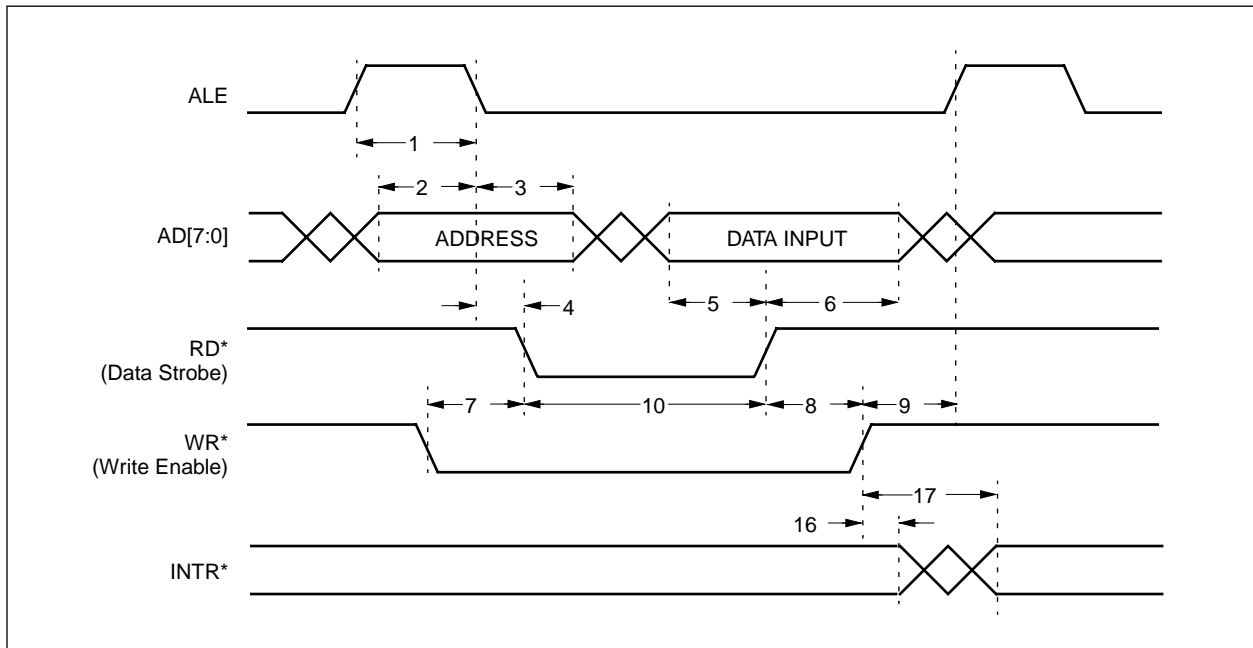 ALE
1
2
3
AD[7:0]
ADDRESS
DATA INPUT
4
5
6
RD*
(Data Strobe)
7
10
8
9
WR*
(Write Enable)
17
16
INTR*